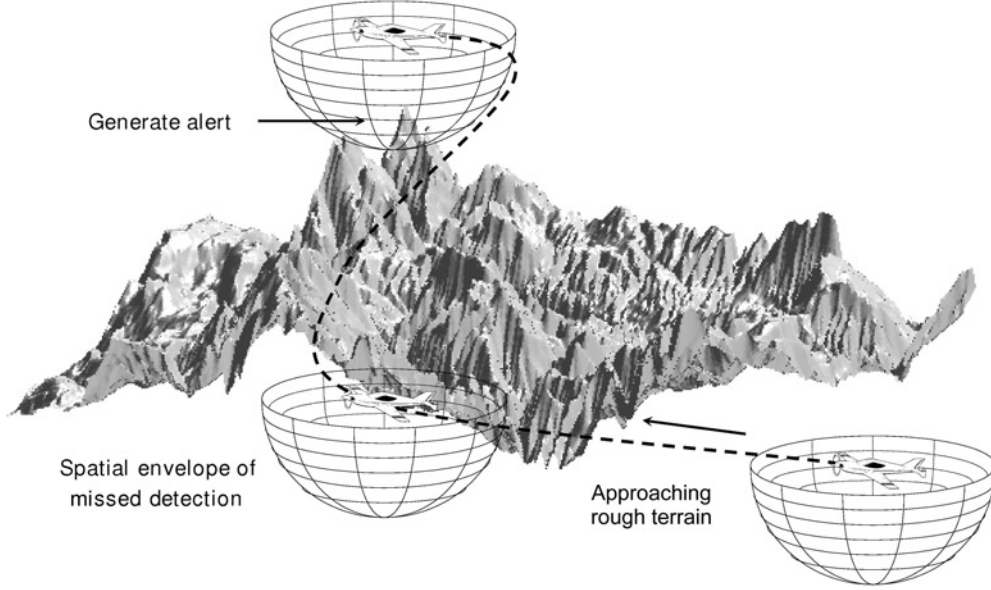 Generate alert
Spatial envelope of
missed detection
Approaching
rough terrain